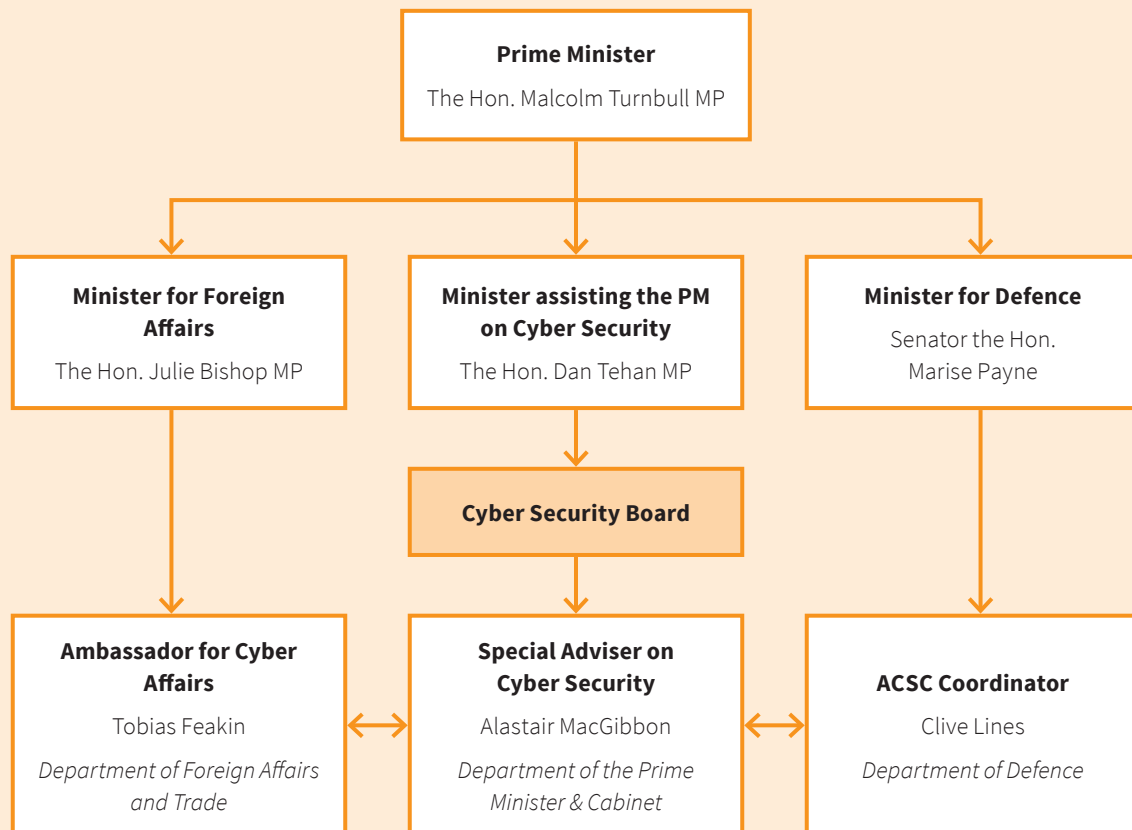 Prime Minister
The Hon. Malcolm Turnbull MP
Minister for Foreign
Affairs
The Hon. Julie Bishop MP
Minister assisting the PM
on Cyber Security
The Hon. Dan Tehan MP
Minister for Defence
Senator the Hon.
Marise Payne
Cyber Security Board
Ambassador for Cyber
Affairs
Tobias Feakin
Department of Foreign Affairs
and Trade
Special Adviser on
Cyber Security
Alastair MacGibbon
Department of the Prime
Minister & Cabinet
ACSC Coordinator
Clive Lines
Department of Defence